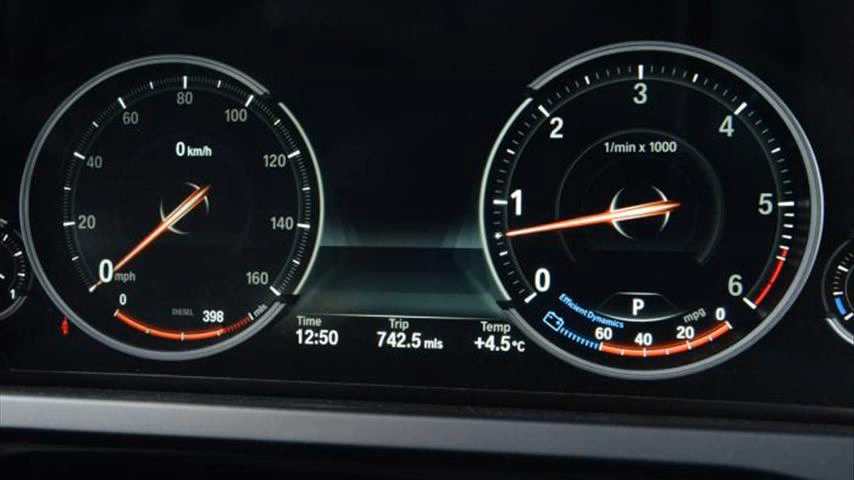 0
20
40
60
80
100
120
140
160
mph
0 km/h
0
DIESEL 398
mls
Time
12:50
Trip
742.5 mls
Temp
+4.5°C
0
1
2
3
4
5
6
1/min x 1000
P
EfficientDynamics
60 40 20 0
mpg
1